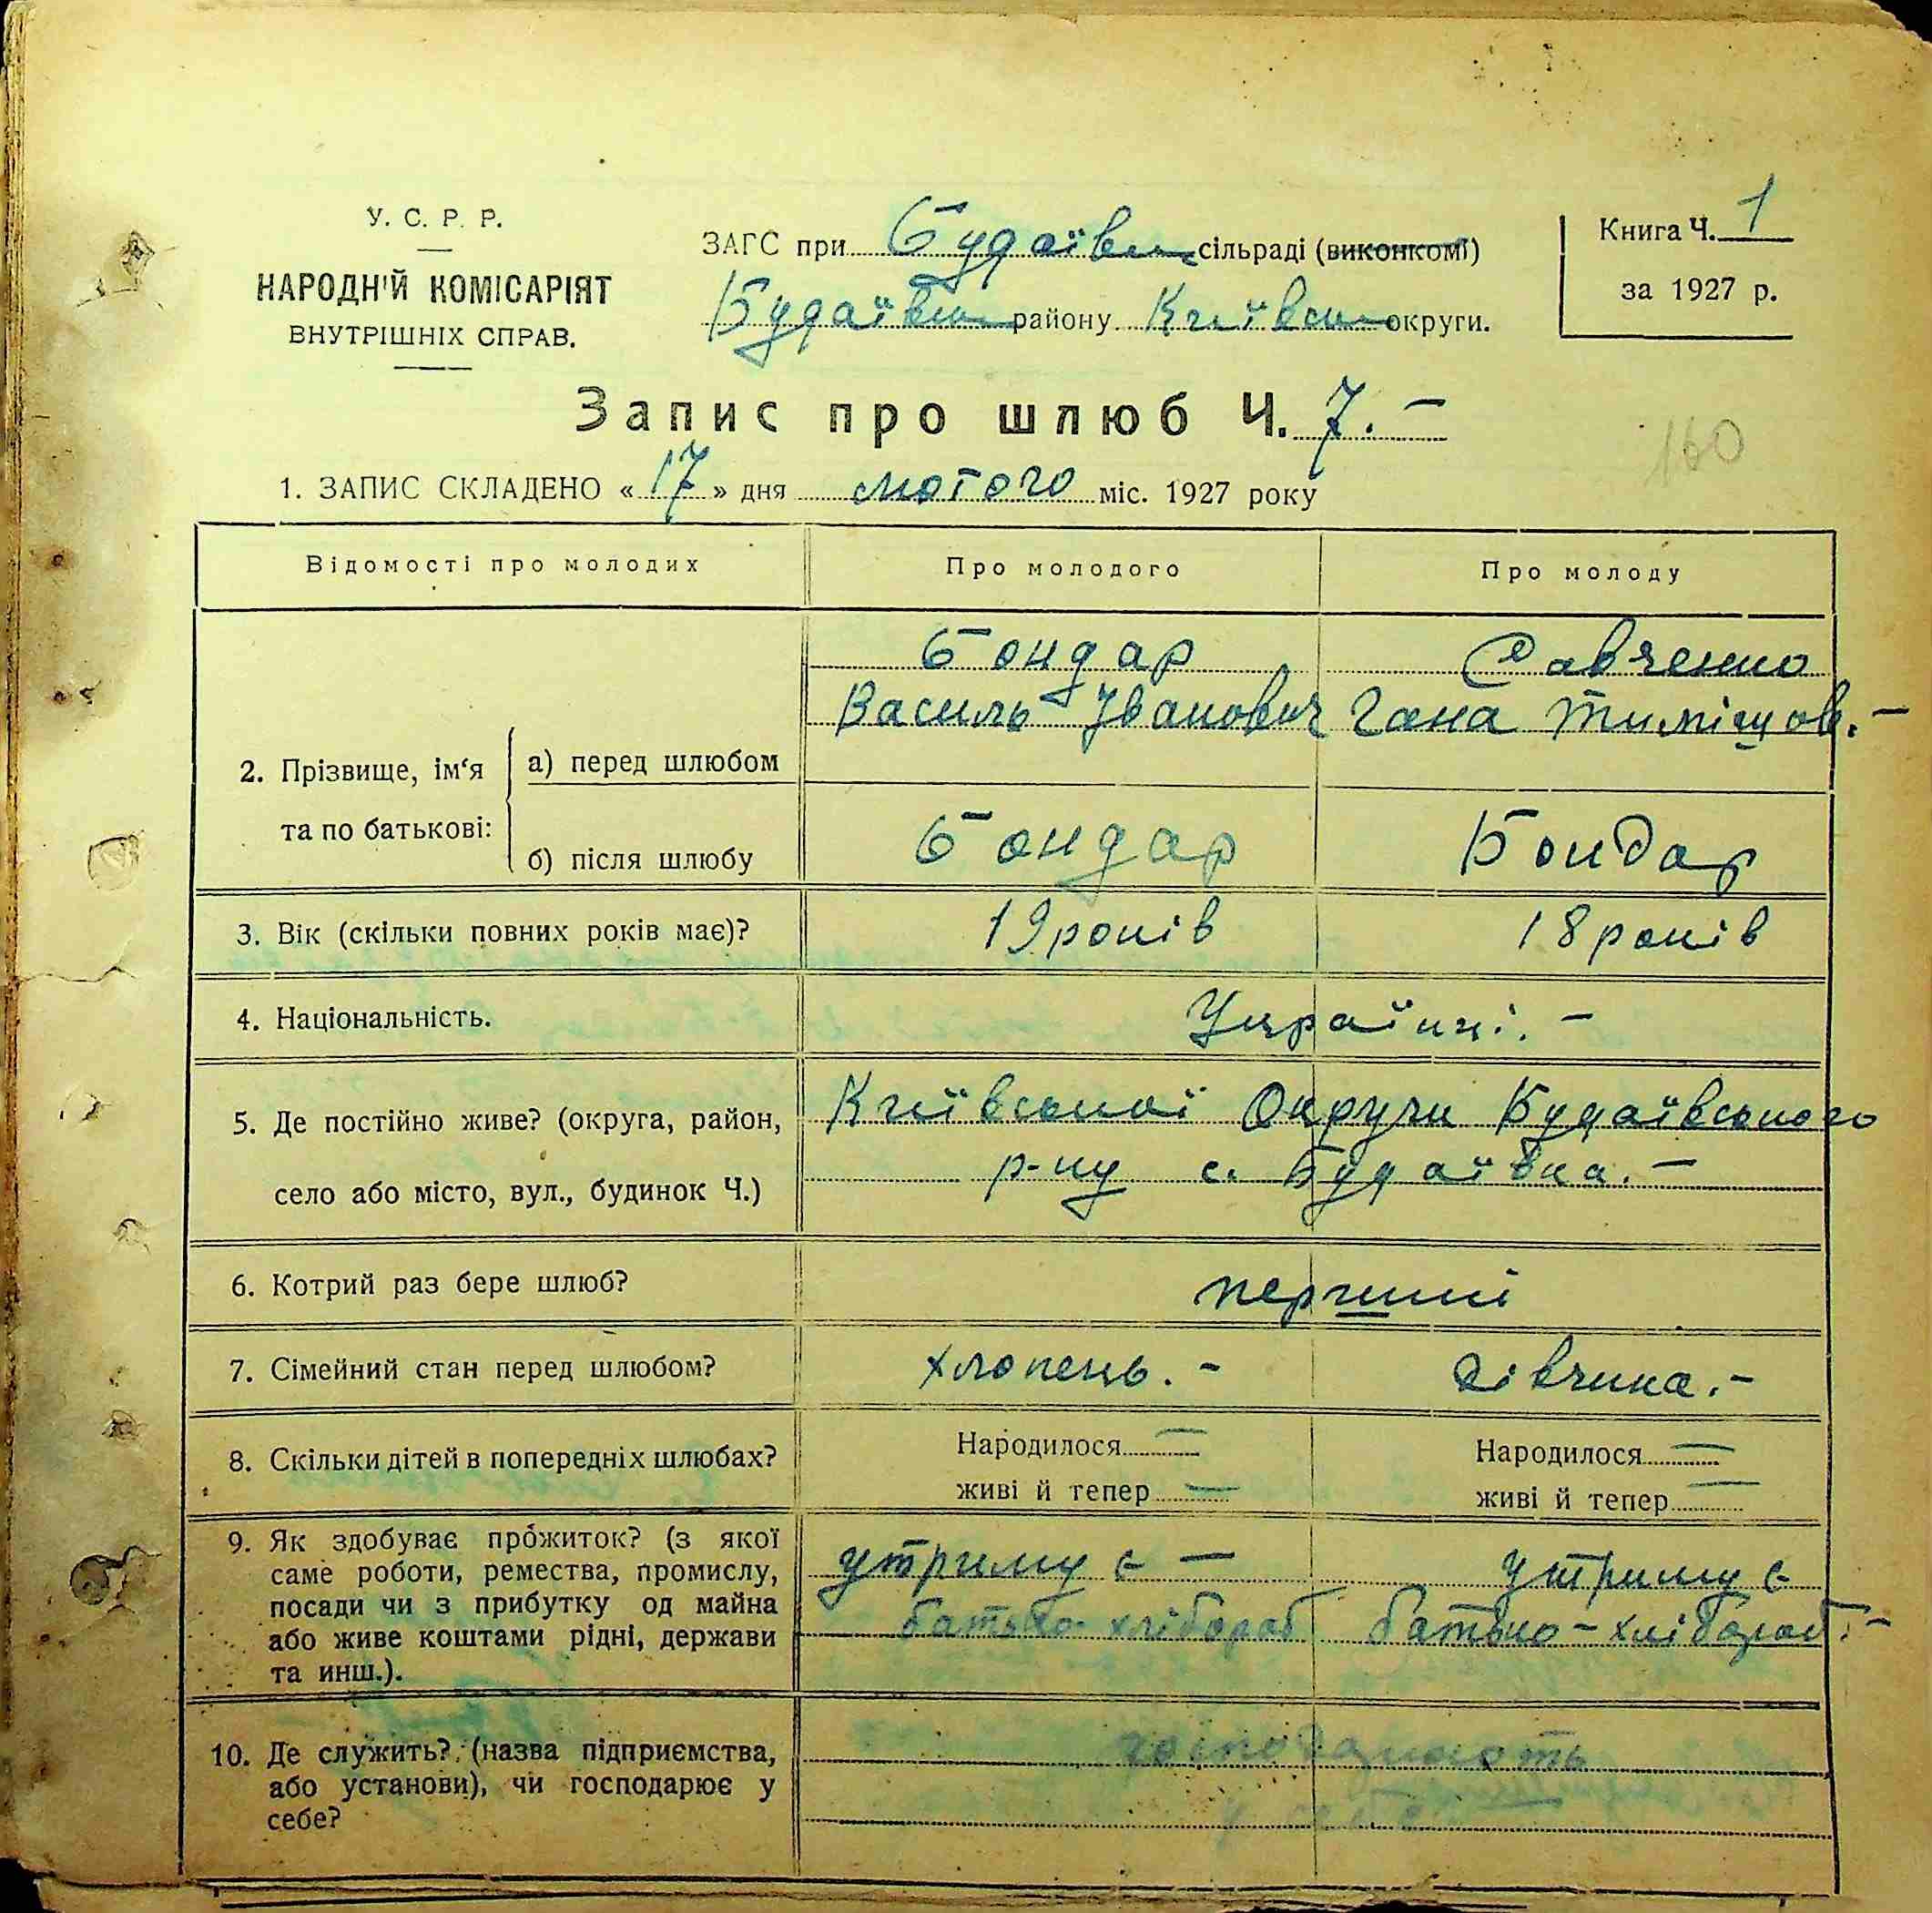 У. С. Р. Р.
НАРОДНІЙ КОМІСАРІЯТ
ВНУТРІШНІХ СПРАВ.
ЗАГС при Будаївськ сільраді (виконкомі)
Будаївськ району Київськ округи.
Книга Ч. 1
за 1927 р.
Запис про шлюб Ч. 7. –
160
1. ЗАПИС СКЛАДЕНО « 17 » дня лютого міс. 1927 року
Відомості про молодих Про молодого Про молоду
2. Прізвище, ім'я та по батькові:
а) перед шлюбом
Бондар Савченко
Василь Іванович Гана Тимішов. –
б) після шлюбу Бондар Бондар
3. Вік (скільки повних років має)? 19 років 18 років
4. Національність. Українці. –
5. Де постійно живе? (округа, район, Київської Округи Будаївського
село або місто, вул., будинок Ч.) р-ну с. Будаївка. –
6. Котрий раз бере шлюб? перший
7. Сімейний стан перед шлюбом? хлопець. – дівчина. –
8. Скільки дітей в попередніх шлюбах? Народилося — Народилося —
живі й тепер — живі й тепер —
9. Як здобуває прожиток? (з якої
саме роботи, ремества, промислу, утримує — утримує
посади чи з прибутку од майна
або живе коштами рідні, держави батько хлібороб батько – хлібороб. –
та инш.).
10. Де служить? (назва підприємства, господарюють
або установи), чи господарює у
себе? у себе